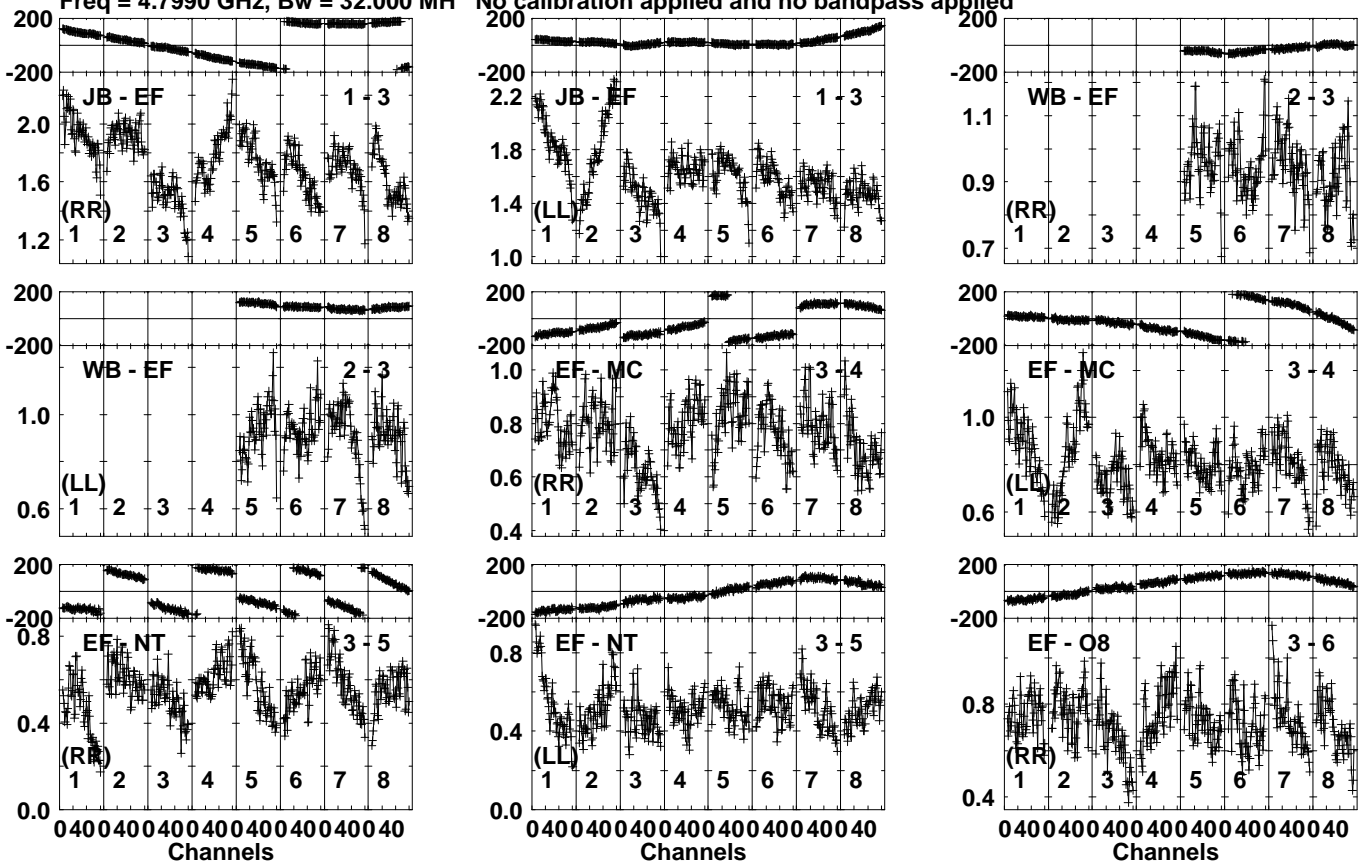 Freq = 4.7990 GHz, Bw = 32.000 MH No calibration applied and no bandpass applied
200
-200
JB - EF 1 - 3
2.0
1.6
1.2
(RR)
1 2 3 4 5 6 7 8
200
-200
JB - EF 1 - 3
2.2
1.8
1.4
1.0
(LL)
1 2 3 4 5 6 7 8
200
-200
WB - EF 2 - 3
1.1
0.9
0.7
(RR)
1 2 3 4 5 6 7 8
200
-200
WB - EF 2 - 3
1.0
0.6
(LL)
1 2 3 4 5 6 7 8
200
-200
EF - MC 3 - 4
1.0
0.8
0.6
0.4
(RR)
1 2 3 4 5 6 7 8
200
-200
EF - MC 3 - 4
1.0
0.6
(LL)
1 2 3 4 5 6 7 8
200
-200
EF - NT 3 - 5
0.8
0.4
0.0
(RR)
1 2 3 4 5 6 7 8
0 40 0 40 0 40 0 40 0 40 0 40 0 40 0 40
Channels
200
-200
EF - NT 3 - 5
0.8
0.4
0.0
(LL)
1 2 3 4 5 6 7 8
0 40 0 40 0 40 0 40 0 40 0 40 0 40 0 40
Channels
200
-200
EF - O8 3 - 6
0.8
0.4
(RR)
1 2 3 4 5 6 7 8
0 40 0 40 0 40 0 40 0 40 0 40 0 40 0 40
Channels